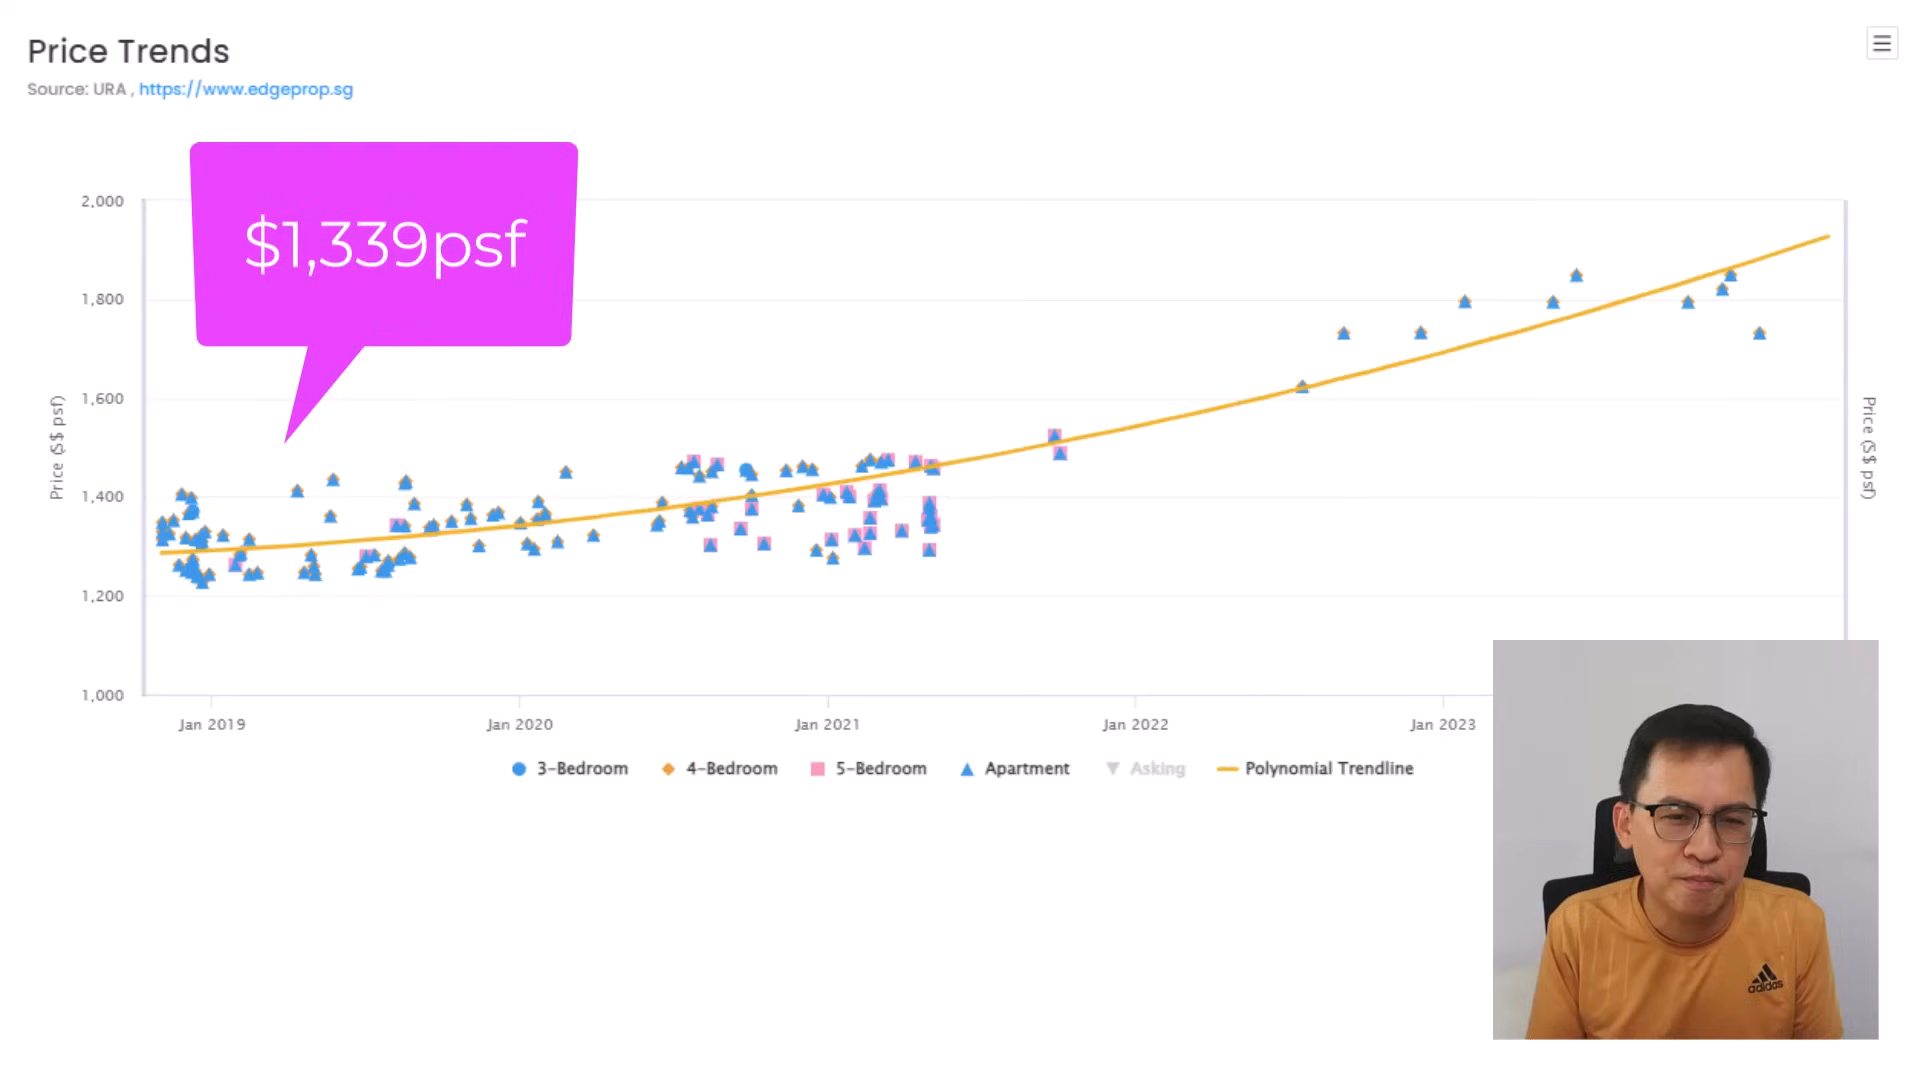 Price Trends
Source: URA , https://www.edgeprop.sg
$1,339psf
2,000
1,800
1,600
1,400
1,200
1,000
Price (S$ psf)
Price (S$ psf)
Jan 2019 Jan 2020 Jan 2021 Jan 2022 Jan 2023
3-Bedroom 4-Bedroom 5-Bedroom Apartment Asking Polynomial Trendline
adidas